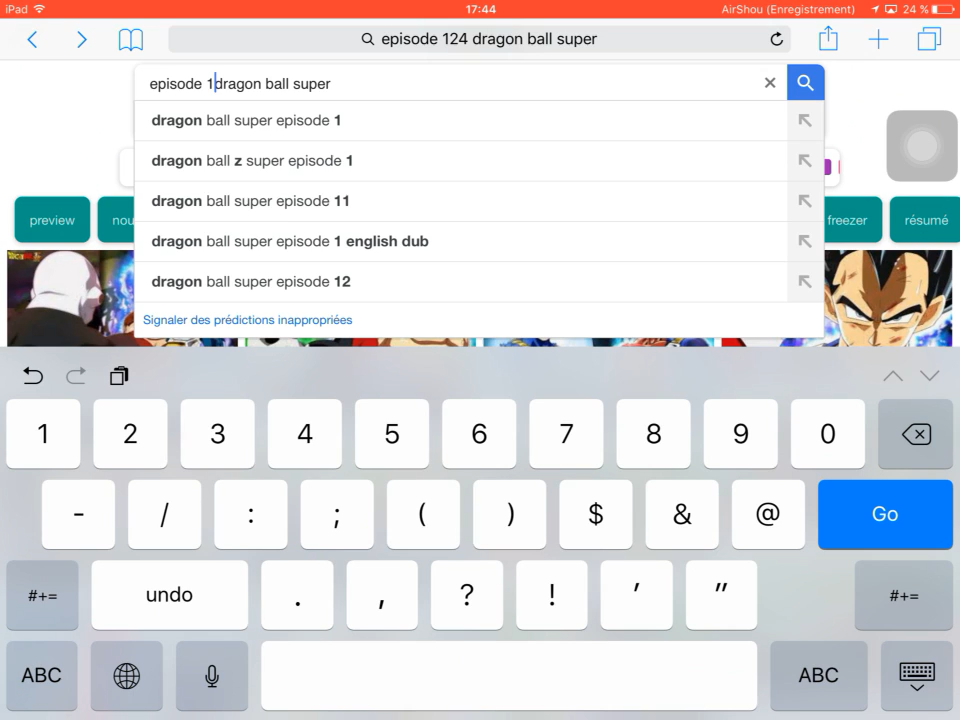 iPad 17:44 AirShou (Enregistrement) 24 %
episode 124 dragon ball super
episode 1dragon ball super
dragon ball super episode 1
dragon ball z super episode 1
dragon ball super episode 11
dragon ball super episode 1 english dub
dragon ball super episode 12
Signaler des prédictions inappropriées
preview nou freezer résumé
1 2 3 4 5 6 7 8 9 0
- / : ; ( ) $ & @ Go
#+= undo . , ? ! ' " #+=
ABC ABC